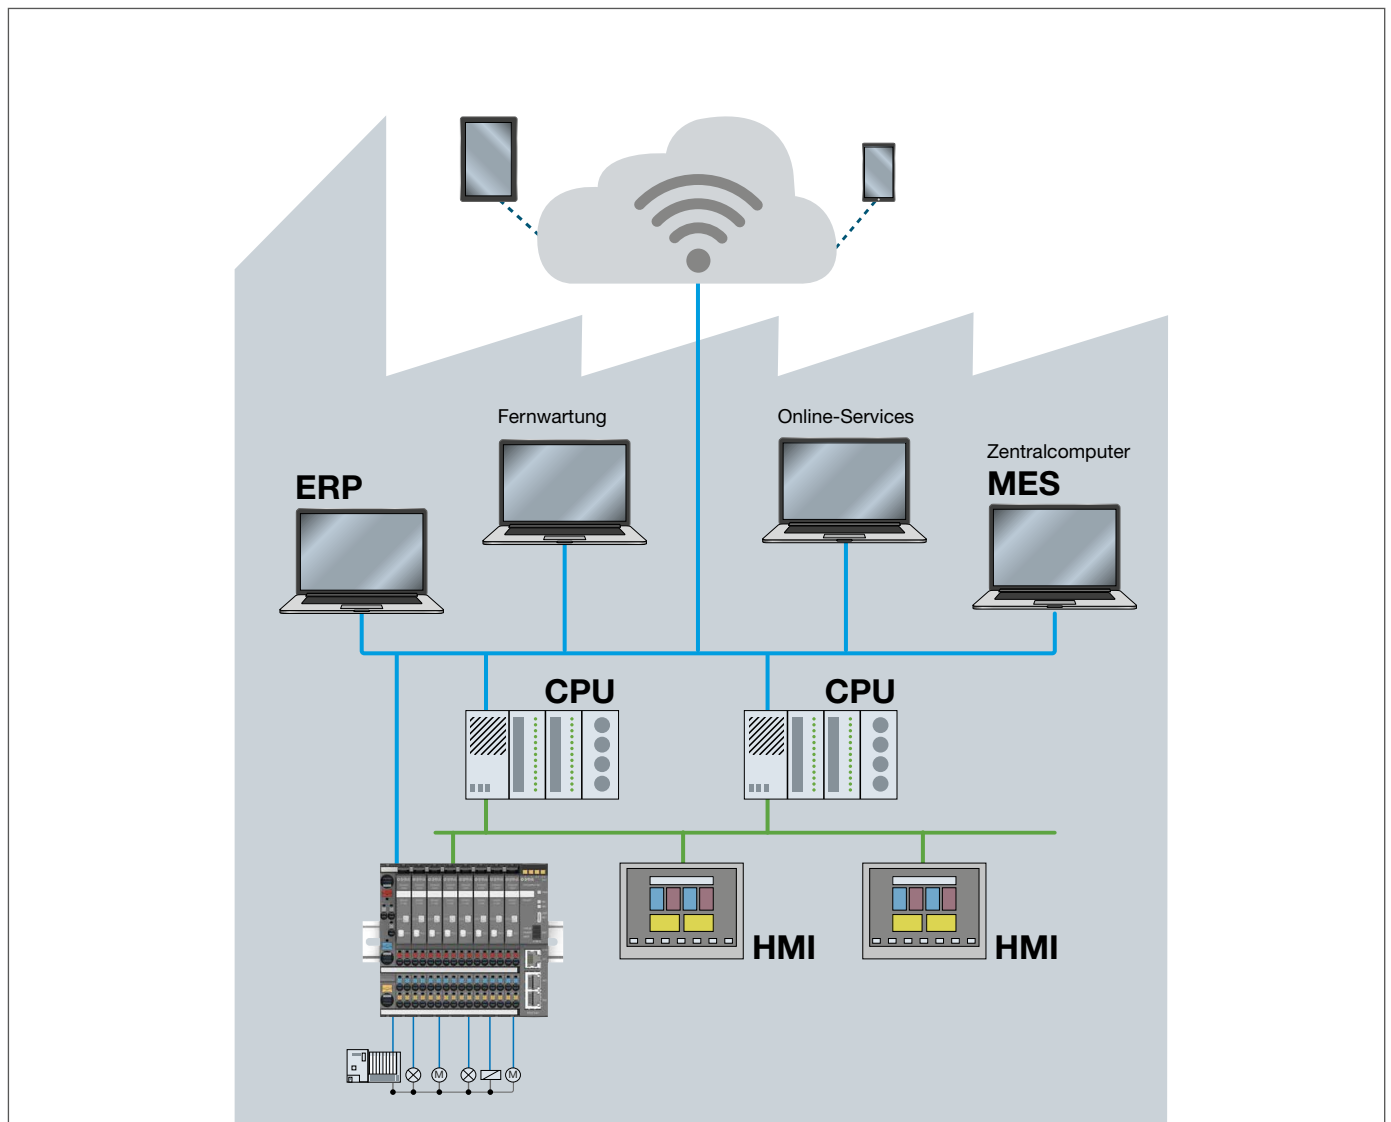 Fernwartung
Online-Services
Zentralcomputer
ERP
MES
CPU
CPU
HMI
HMI
M
M